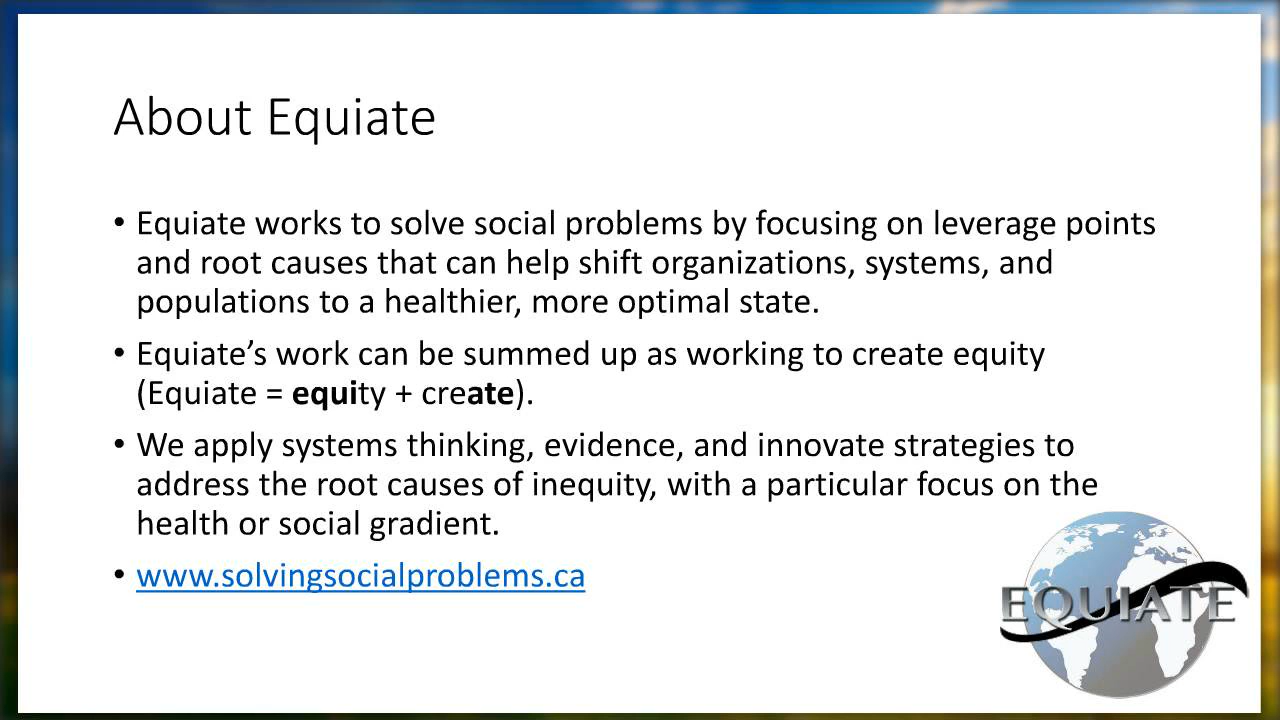 About Equiate
• Equiate works to solve social problems by focusing on leverage points
and root causes that can help shift organizations, systems, and
populations to a healthier, more optimal state.
• Equiate’s work can be summed up as working to create equity
(Equiate = equity + create).
• We apply systems thinking, evidence, and innovate strategies to
address the root causes of inequity, with a particular focus on the
health or social gradient.
• www.solvingsocialproblems.ca
EQUIATE